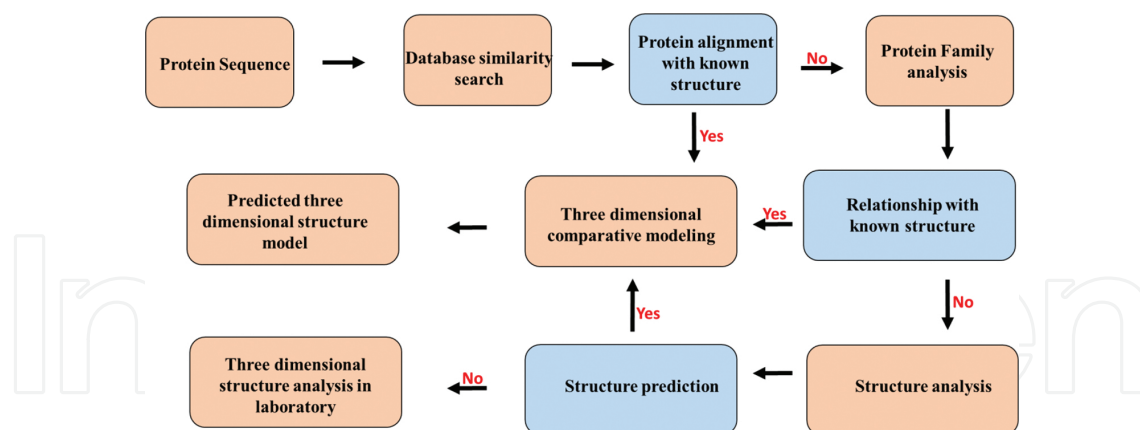 Protein Sequence
Database similarity
search
Protein alignment
with known
structure
No
Protein Family
analysis
Yes
Predicted three
dimensional structure
model
Three dimensional
comparative modeling
Yes
Relationship with
known structure
Yes
No
Three dimensional
structure analysis in
laboratory
No
Structure prediction
Structure analysis